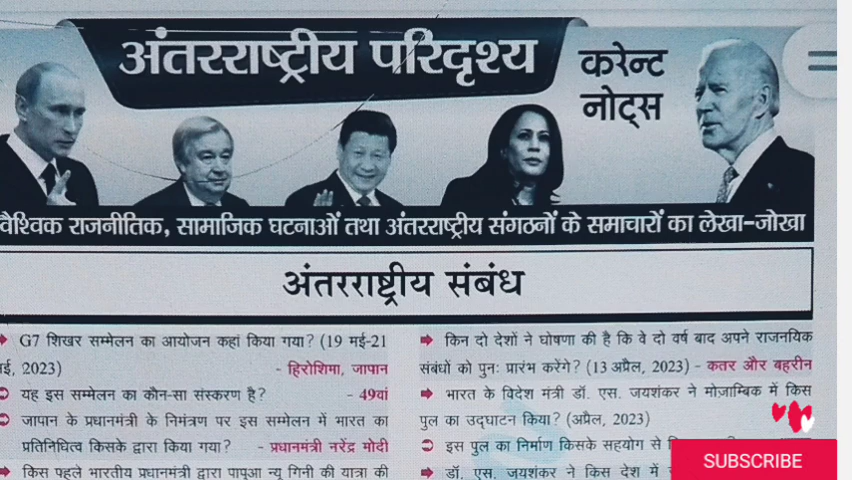 अंतरराष्ट्रीय परिदृश्य
करेन्ट
नोट्स
वैश्विक राजनीतिक, सामाजिक घटनाओं तथा अंतरराष्ट्रीय संगठनों के समाचारों का लेखा-जोखा
अंतरराष्ट्रीय संबंध
G7 शिखर सम्मेलन का आयोजन कहां किया गया? (19 मई-21
मई, 2023) - हिरोशिमा, जापान
यह इस सम्मेलन का कौन-सा संस्करण है? - 49वां
जापान के प्रधानमंत्री के निमंत्रण पर इस सम्मेलन में भारत का
प्रतिनिधित्व किसके द्वारा किया गया? - प्रधानमंत्री नरेंद्र मोदी
किस पहले भारतीय प्रधानमंत्री द्वारा पापुआ न्यू गिनी की यात्रा की
किन दो देशों ने घोषणा की है कि वे दो वर्ष बाद अपने राजनयिक
संबंधों को पुनः प्रारंभ करेंगे? (13 अप्रैल, 2023) - कतर और बहरीन
भारत के विदेश मंत्री डॉ. एस. जयशंकर ने मोज़ाम्बिक में किस
पुल का उद्घाटन किया? (अप्रैल, 2023)
इस पुल का निर्माण किसके सहयोग से
डॉ. एस. जयशंकर ने किस देश में
SUBSCRIBE